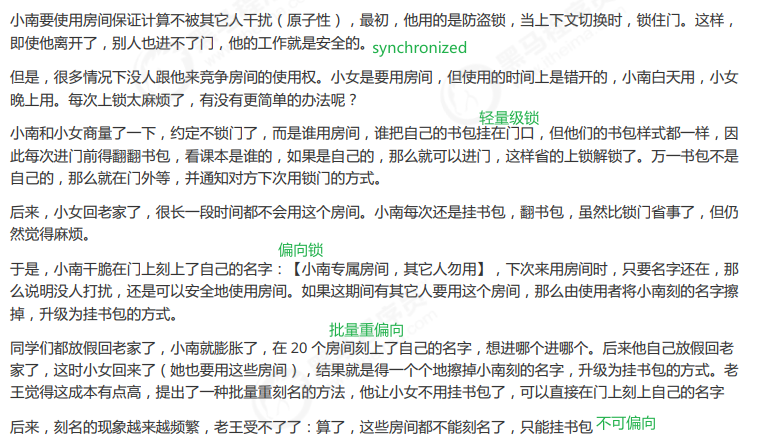 小南要使用房间保证计算不被其它人干扰（原子性），最初，他用的是防盗锁，当上下文切换时，锁住门。这样，
即使他离开了，别人也进不了门，他的工作就是安全的。
synchronized
但是，很多情况下没人跟他来竞争房间的使用权。小女是要用房间，但使用的时间上是错开的，小南白天用，小女
晚上用。每次上锁太麻烦了，有没有更简单的办法呢？
轻量级锁
小南和小女商量了一下，约定不锁门了，而是谁用房间，谁把自己的书包挂在门口，但他们的书包样式都一样，因
此每次进门前得翻翻书包，看课本是谁的，如果是自己的，那么就可以进门，这样省的上锁解锁了。万一书包不是
自己的，那么就在门外等，并通知对方下次用锁门的方式。
后来，小女回老家了，很长一段时间都不会用这个房间。小南每次还是挂书包，翻书包，虽然比锁门省事了，但仍
然觉得麻烦。
偏向锁
于是，小南干脆在门上刻上了自己的名字：【小南专属房间，其它人勿用】，下次来用房间时，只要名字还在，那
么说明没人打扰，还是可以安全地使用房间。如果这期间有其它人要用这个房间，那么由使用者将小南刻的名字擦
掉，升级为挂书包的方式。
批量重偏向
同学们都放假回老家了，小南就膨胀了，在 20 个房间刻上了自己的名字，想进哪个进哪个。后来他自己放假回老
家了，这时小女回来了（她也要用这些房间），结果就是得一个个地擦掉小南刻的名字，升级为挂书包的方式。老
王觉得这成本有点高，提出了一种批量重刻名的方法，他让小女不用挂书包了，可以直接在门上刻上自己的名字
后来，刻名的现象越来越频繁，老王受不了了：算了，这些房间都不能刻名了，只能挂书包
不可偏向